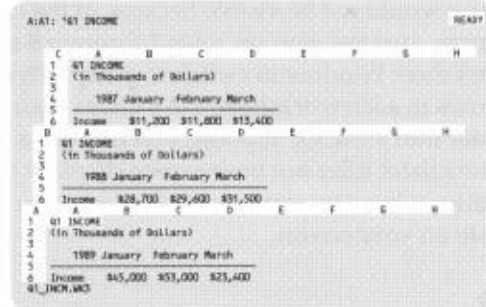 A:A1: 'Q1 INCOME READY
C A B C D E F G H
1 Q1 INCOME
2 (in Thousands of Dollars)
3
4 1987 January February March
5
6 Income $11,200 $11,800 $13,400
B A B C D E F G H
1 Q1 INCOME
2 (in Thousands of Dollars)
3
4 1988 January February March
5
6 Income $28,700 $29,600 $31,500
A A B C D E F G H
1 Q1 INCOME
2 (in Thousands of Dollars)
3
4 1989 January February March
5
6 Income $45,000 $53,000 $23,400
Q1_INCM.WK3